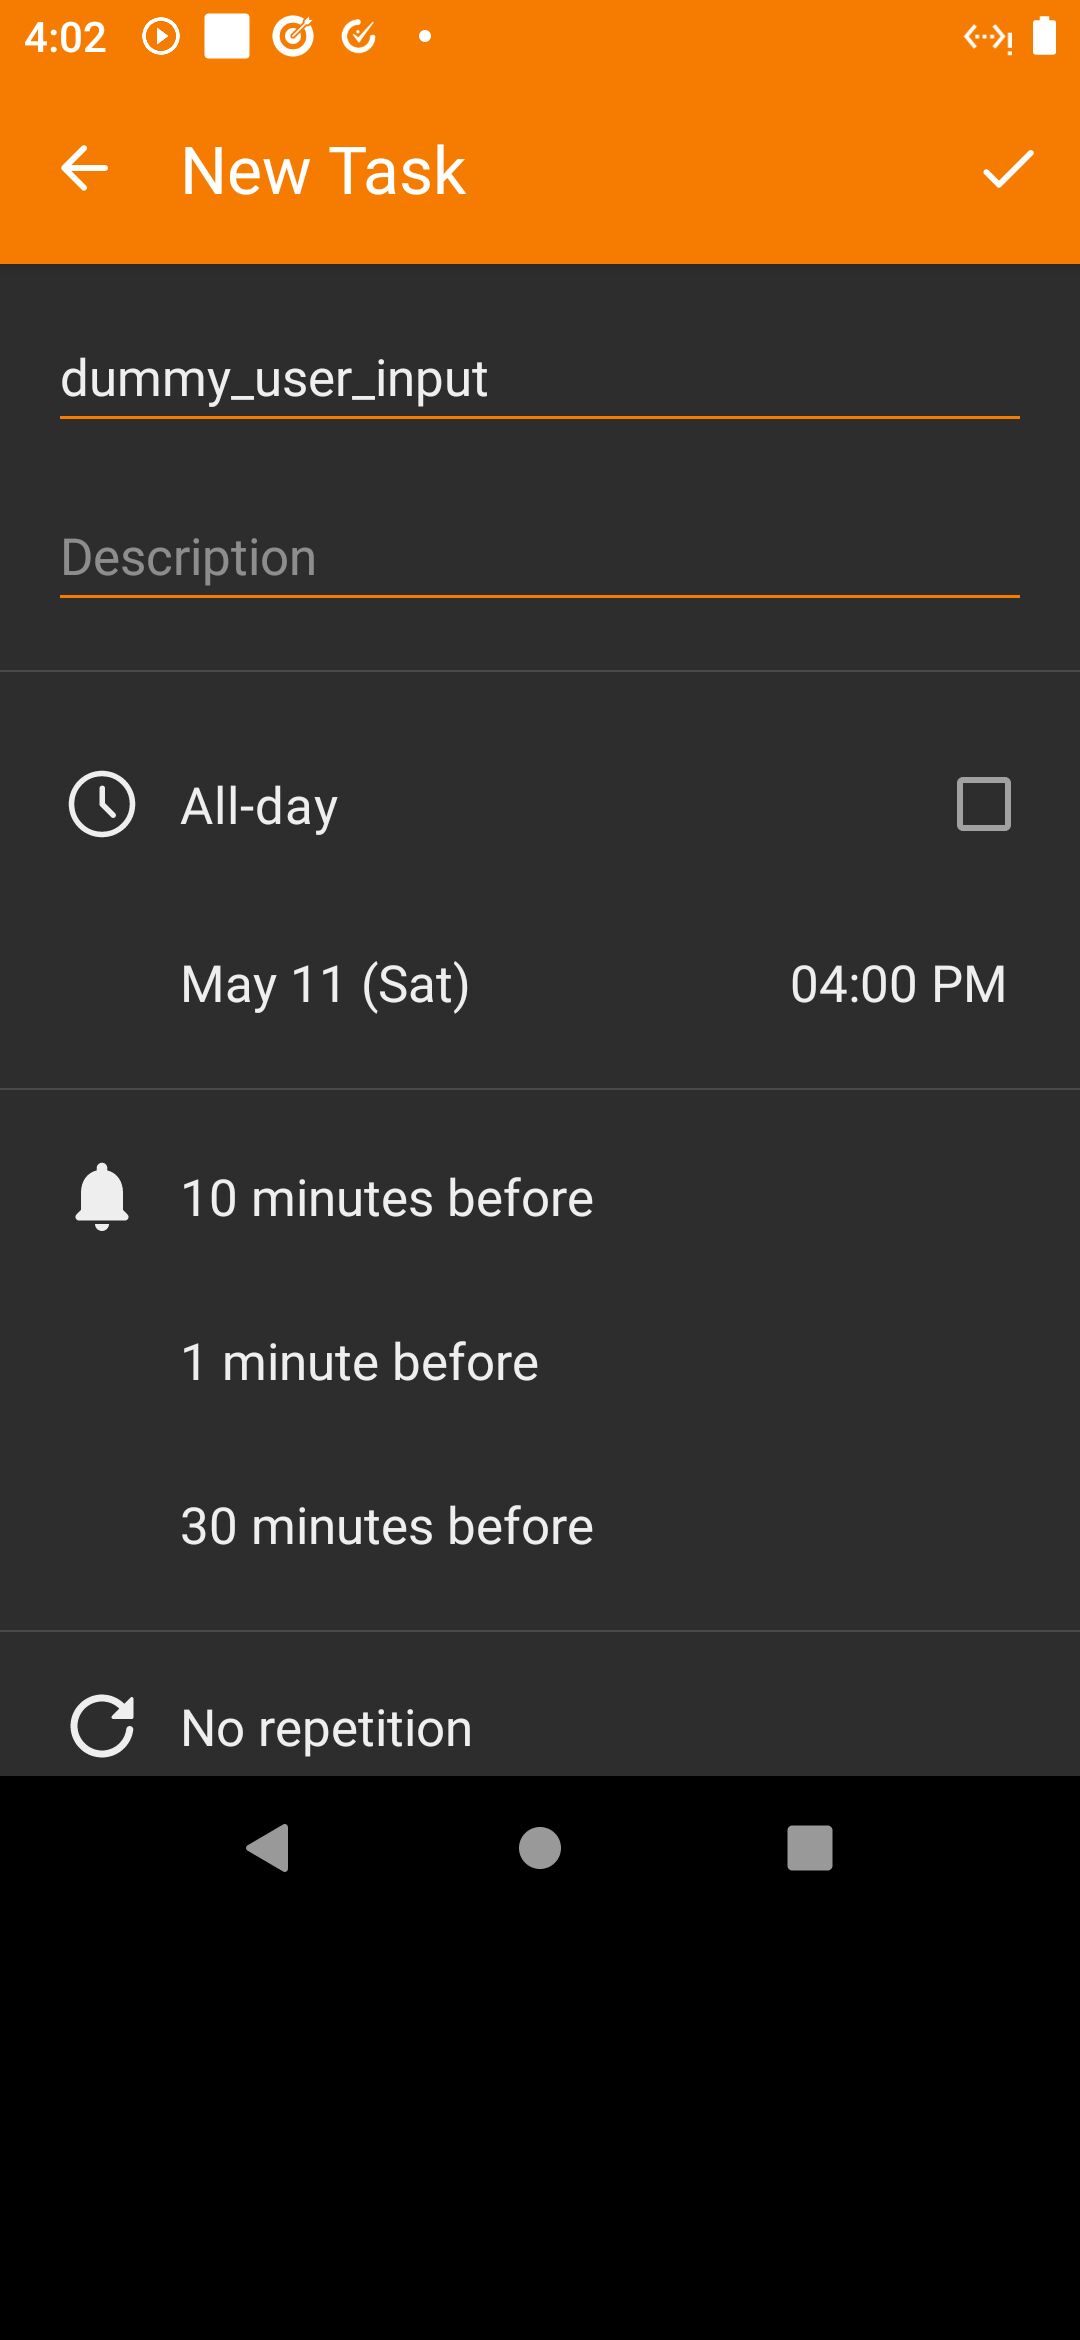 4:02
New Task
dummy_user_input
Description
All-day
May 11 (Sat) 04:00 PM
10 minutes before
1 minute before
30 minutes before
No repetition